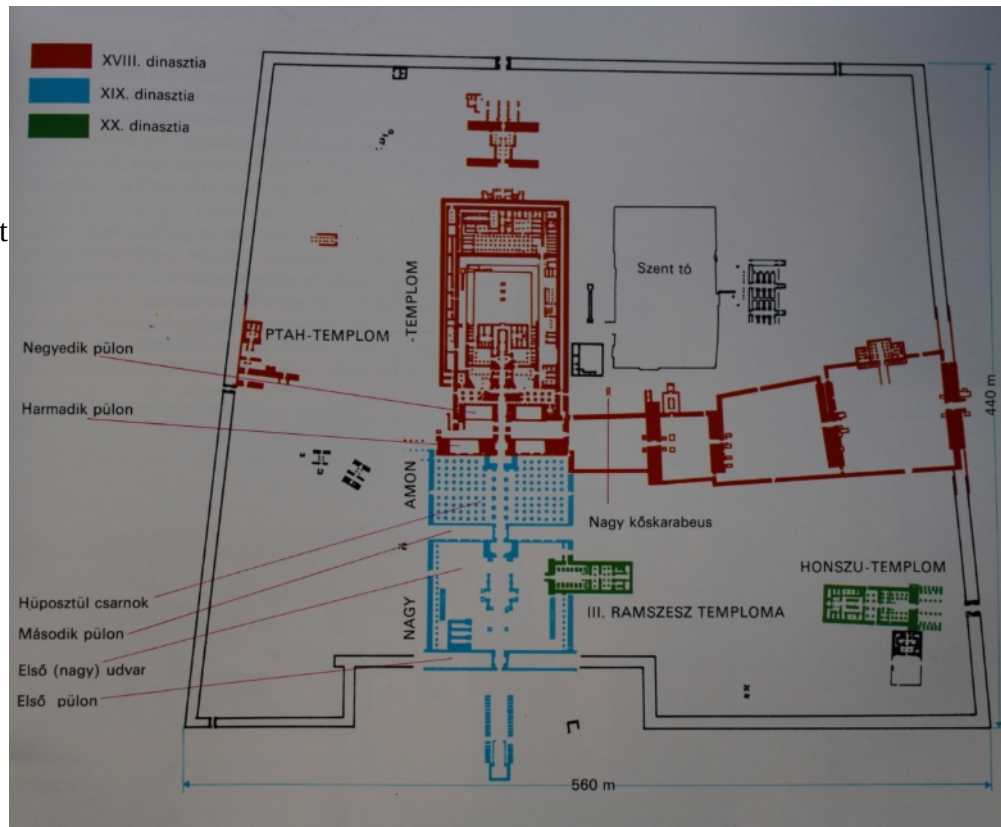 XVIII. dinasztia
XIX. dinasztia
XX. dinasztia
t
Szent tó
PTAH-TEMPLOM
-TEMPLOM
Negyedik pülon
Harmadik pülon
440 m
AMON
Nagy kőskarabeus
HONSZU-TEMPLOM
NAGY
III. RAMSZESZ TEMPLOMA
Hüposztül csarnok
Második pülon
Első (nagy) udvar
Első pülon
560 m